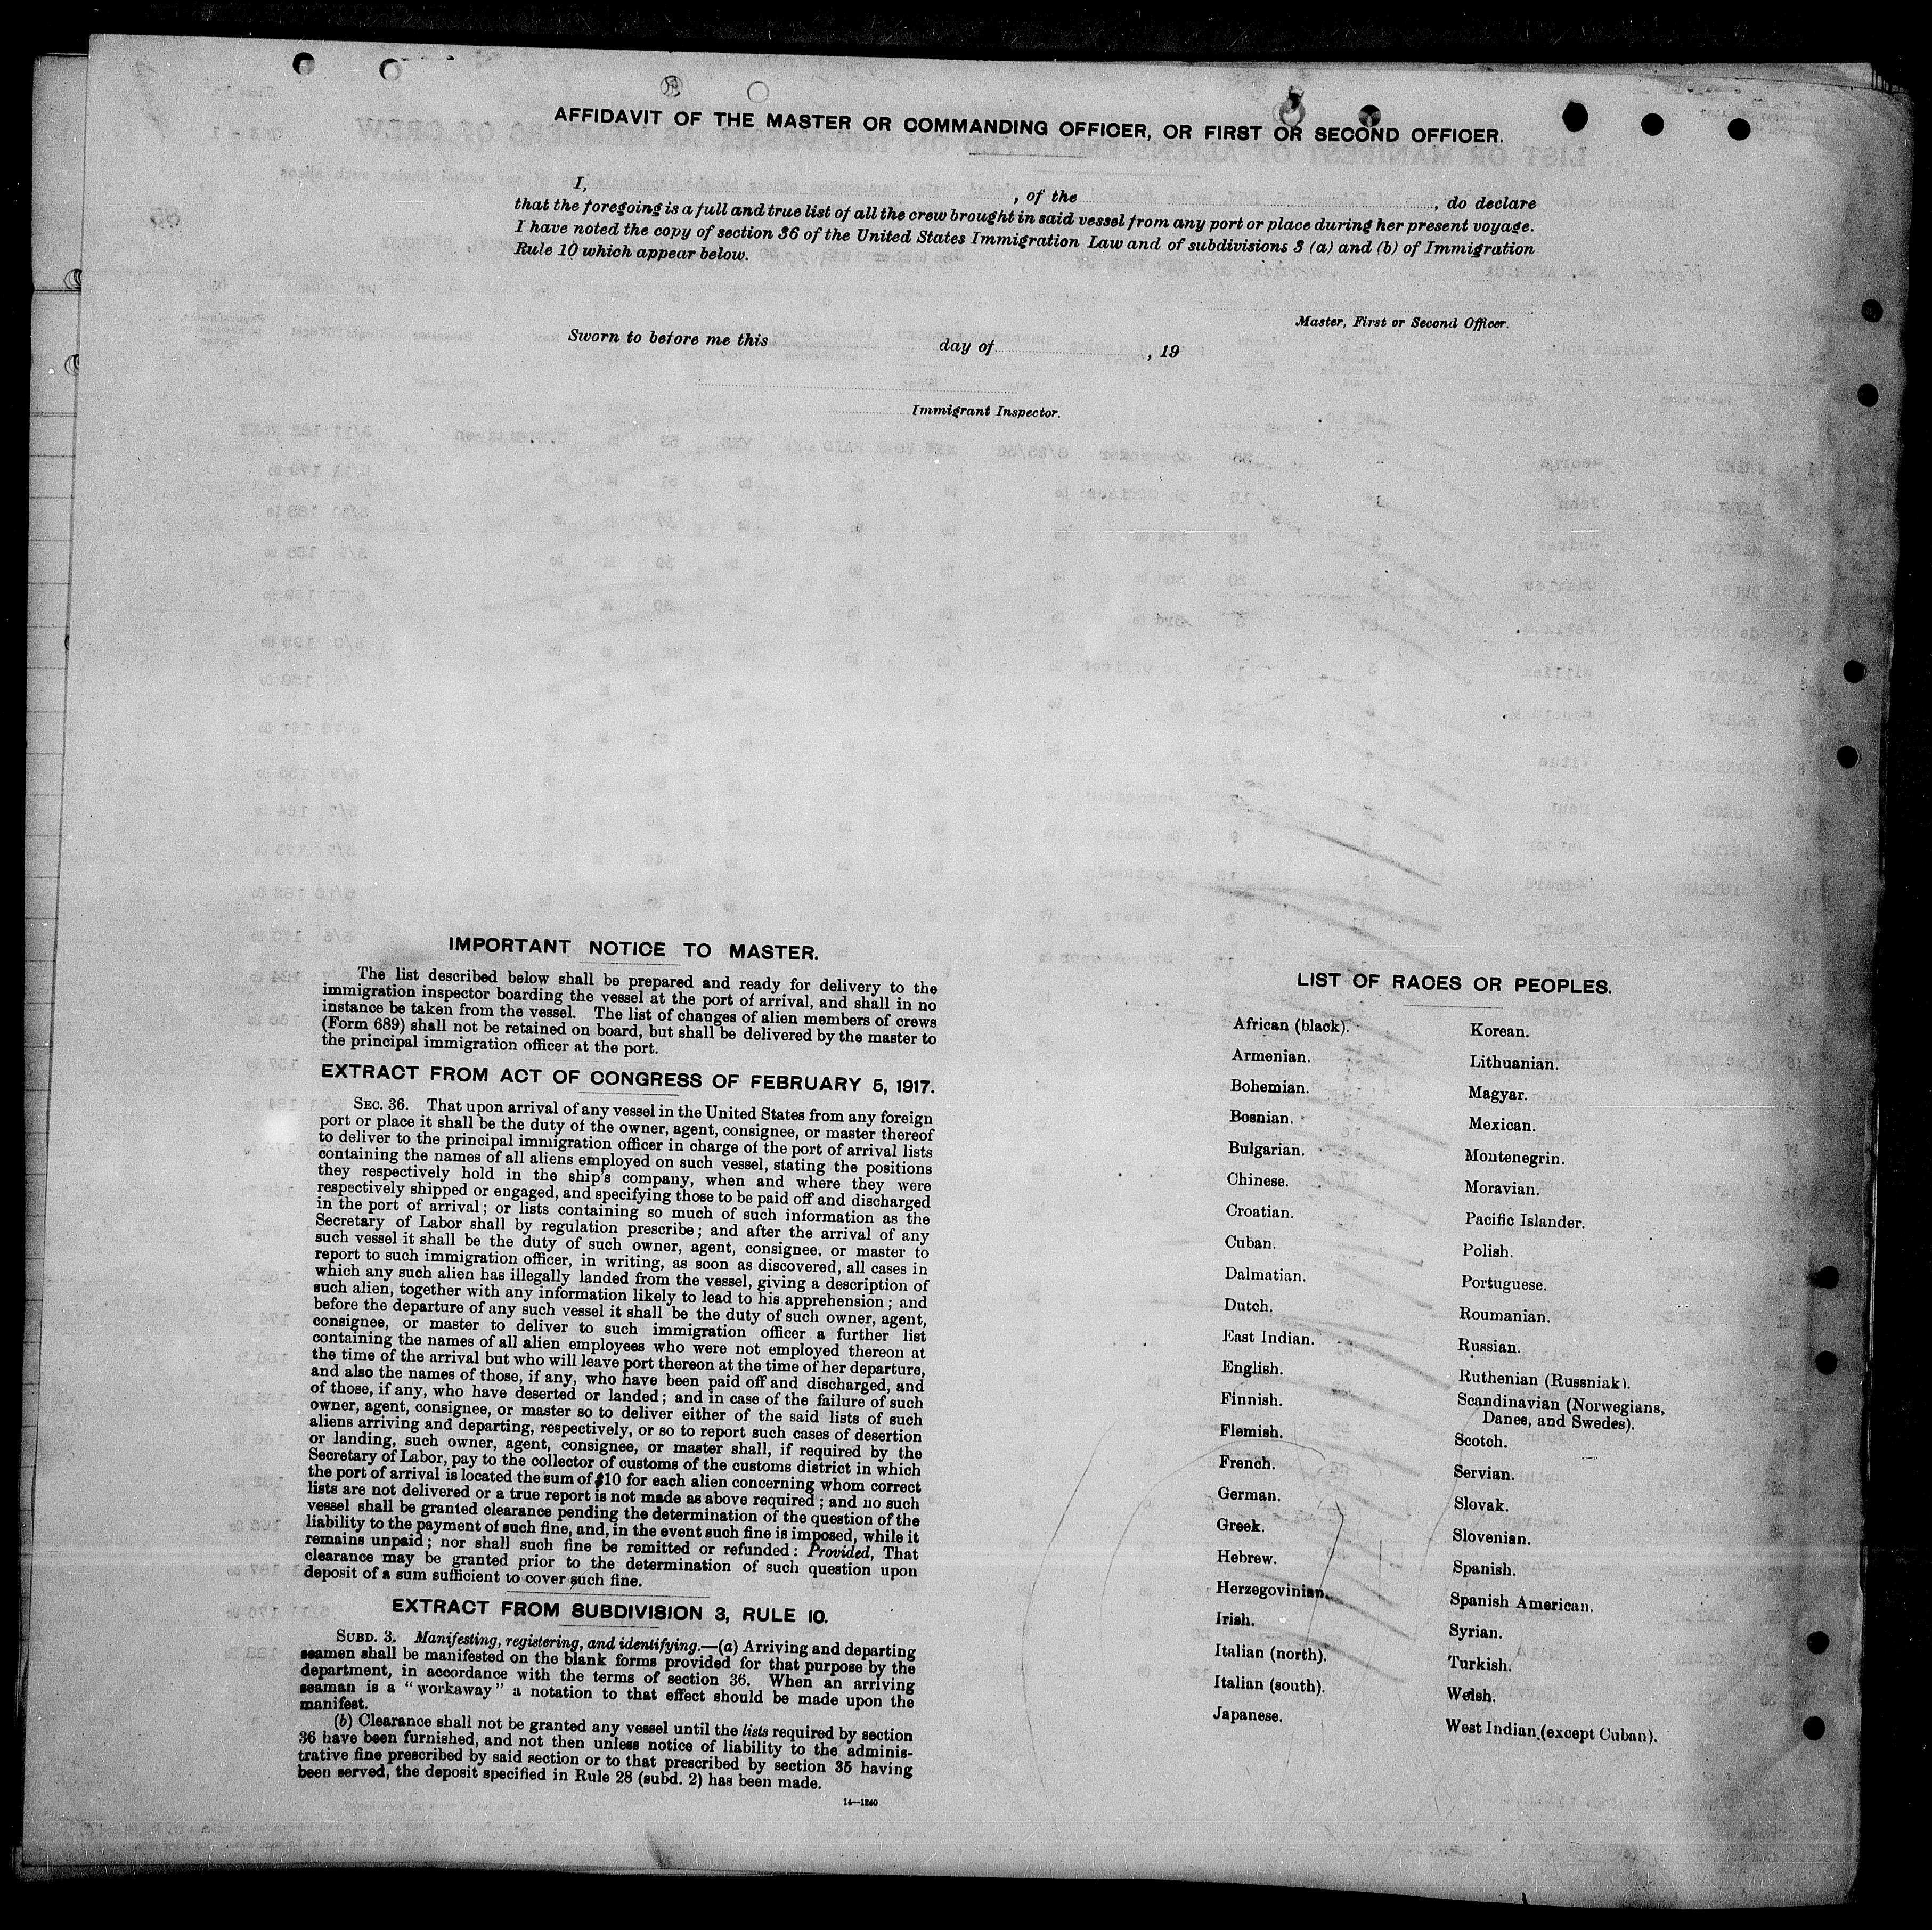 AFFIDAVIT OF THE MASTER OR COMMANDING OFFICER, OR FIRST OR SECOND OFFICER.
I, , of the , do declare
that the foregoing is a full and true list of all the crew brought in said vessel from any port or place during her present voyage.
I have noted the copy of section 36 of the United States Immigration Law and of subdivisions 3 (a) and (b) of Immigration
Rule 10 which appear below.
Master, First or Second Officer.
Sworn to before me this day of , 19
Immigrant Inspector.
IMPORTANT NOTICE TO MASTER.
The list described below shall be prepared and ready for delivery to the
immigration inspector boarding the vessel at the port of arrival, and shall in no
instance be taken from the vessel. The list of changes of alien members of crews
(Form 689) shall not be retained on board, but shall be delivered by the master to
the principal immigration officer at the port.
EXTRACT FROM ACT OF CONGRESS OF FEBRUARY 5, 1917.
SEC. 36. That upon arrival of any vessel in the United States from any foreign
port or place it shall be the duty of the owner, agent, consignee, or master thereof
to deliver to the principal immigration officer in charge of the port of arrival lists
containing the names of all aliens employed on such vessel, stating the positions
they respectively hold in the ship's company, when and where they were
respectively shipped or engaged, and specifying those to be paid off and discharged
in the port of arrival; or lists containing so much of such information as the
Secretary of Labor shall by regulation prescribe; and after the arrival of any
such vessel it shall be the duty of such owner, agent, consignee, or master to
report to such immigration officer, in writing, as soon as discovered, all cases in
which any such alien has illegally landed from the vessel, giving a description of
such alien, together with any information likely to lead to his apprehension; and
before the departure of any such vessel it shall be the duty of such owner, agent,
consignee, or master to deliver to such immigration officer a further list
containing the names of all alien employees who were not employed thereon at
the time of the arrival but who will leave port thereon at the time of her departure,
and also the names of those, if any, who have been paid off and discharged, and
of those, if any, who have deserted or landed; and in case of the failure of such
owner, agent, consignee, or master so to deliver either of the said lists of such
aliens arriving and departing, respectively, or so to report such cases of desertion
or landing, such owner, agent, consignee, or master shall, if required by the
Secretary of Labor, pay to the collector of customs of the customs district in which
the port of arrival is located the sum of $10 for each alien concerning whom correct
lists are not delivered or a true report is not made as above required; and no such
vessel shall be granted clearance pending the determination of the question of the
liability to the payment of such fine, and, in the event such fine is imposed, while it
remains unpaid; nor shall such fine be remitted or refunded: Provided, That
clearance may be granted prior to the determination of such question upon
deposit of a sum sufficient to cover such fine.
EXTRACT FROM SUBDIVISION 3, RULE 10.
SUBD. 3. Manifesting, registering, and identifying.—(a) Arriving and departing
seamen shall be manifested on the blank forms provided for that purpose by the
department, in accordance with the terms of section 36. When an arriving
seaman is a "workaway" a notation to that effect should be made upon the
manifest.
(b) Clearance shall not be granted any vessel until the lists required by section
36 have been furnished, and not then unless notice of liability to the adminis-
trative fine prescribed by said section or to that prescribed by section 35 having
been served, the deposit specified in Rule 28 (subd. 2) has been made.
14—1240
LIST OF RACES OR PEOPLES.
African (black).
Armenian.
Bohemian.
Bosnian.
Bulgarian.
Chinese.
Croatian.
Cuban.
Dalmatian.
Dutch.
East Indian.
English.
Finnish.
Flemish.
French.
German.
Greek.
Hebrew.
Herzegovinian.
Irish.
Italian (north).
Italian (south).
Japanese.
Korean.
Lithuanian.
Magyar.
Mexican.
Montenegrin.
Moravian.
Pacific Islander.
Polish.
Portuguese.
Roumanian.
Russian.
Ruthenian (Russniak).
Scandinavian (Norwegians,
Danes, and Swedes).
Scotch.
Servian.
Slovak.
Slovenian.
Spanish.
Spanish American.
Syrian.
Turkish.
Welsh.
West Indian (except Cuban).